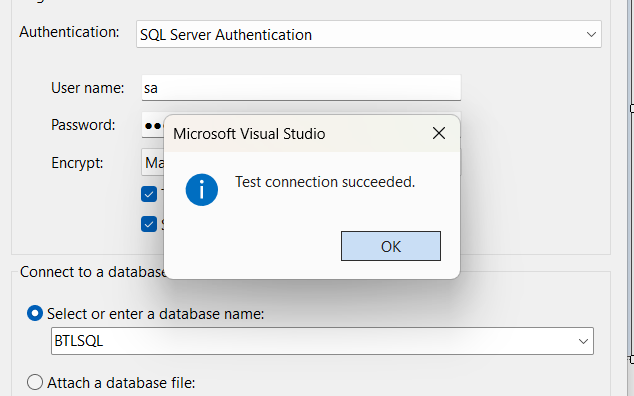 Authentication: SQL Server Authentication
User name: sa
Password:
Microsoft Visual Studio
Encrypt:
Test connection succeeded.
OK
Connect to a database
Select or enter a database name:
BTLSQL
Attach a database file: